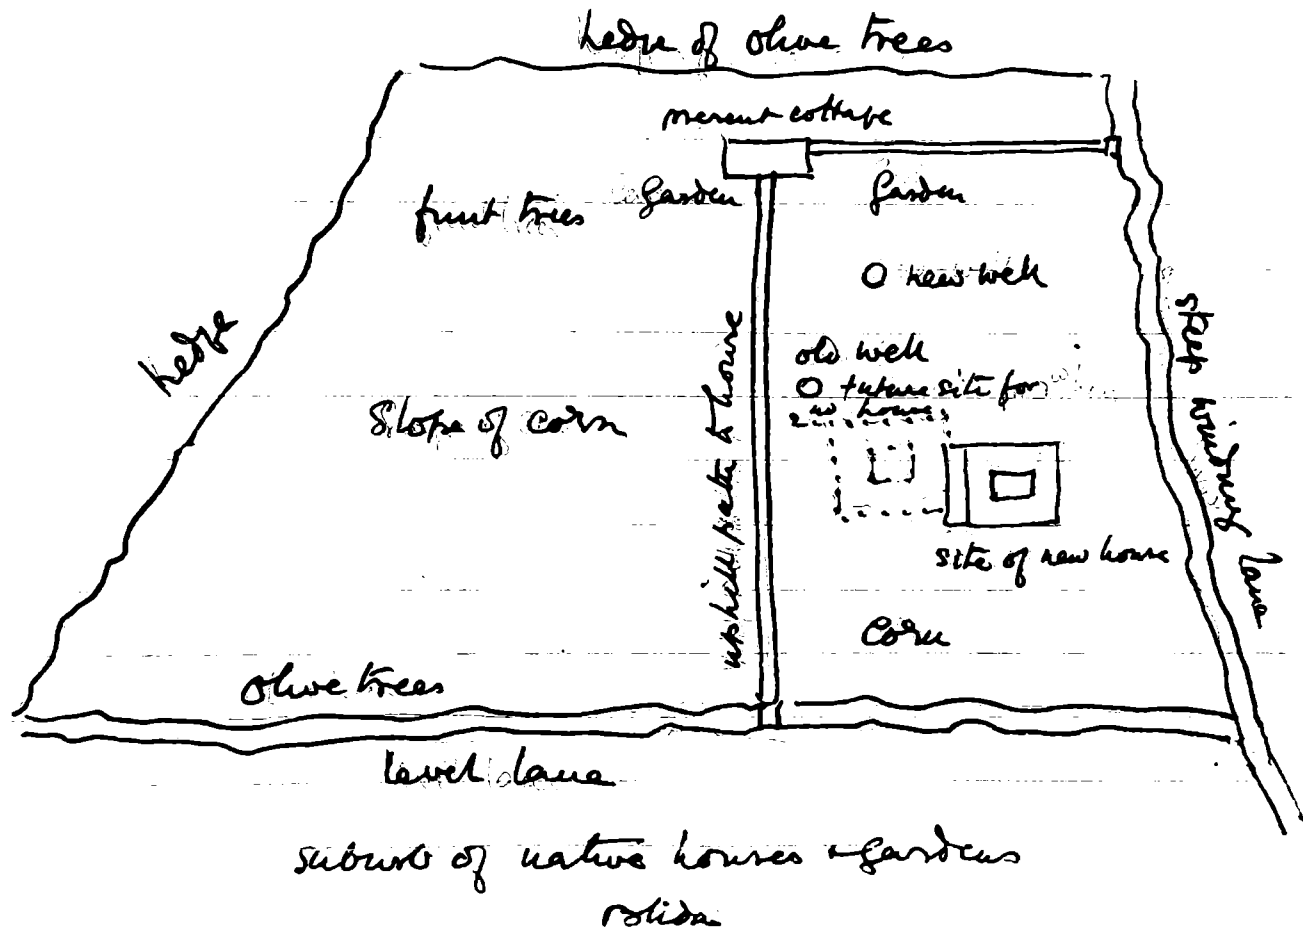 hedge of olive trees
present cottage
fruit trees
garden
garden
new well
hedge
steep winding lane
old well
future site for
house
Slope of corn
uphill path to house
site of new house
corn
olive trees
level lane
suburb of native houses + gardens
Blida